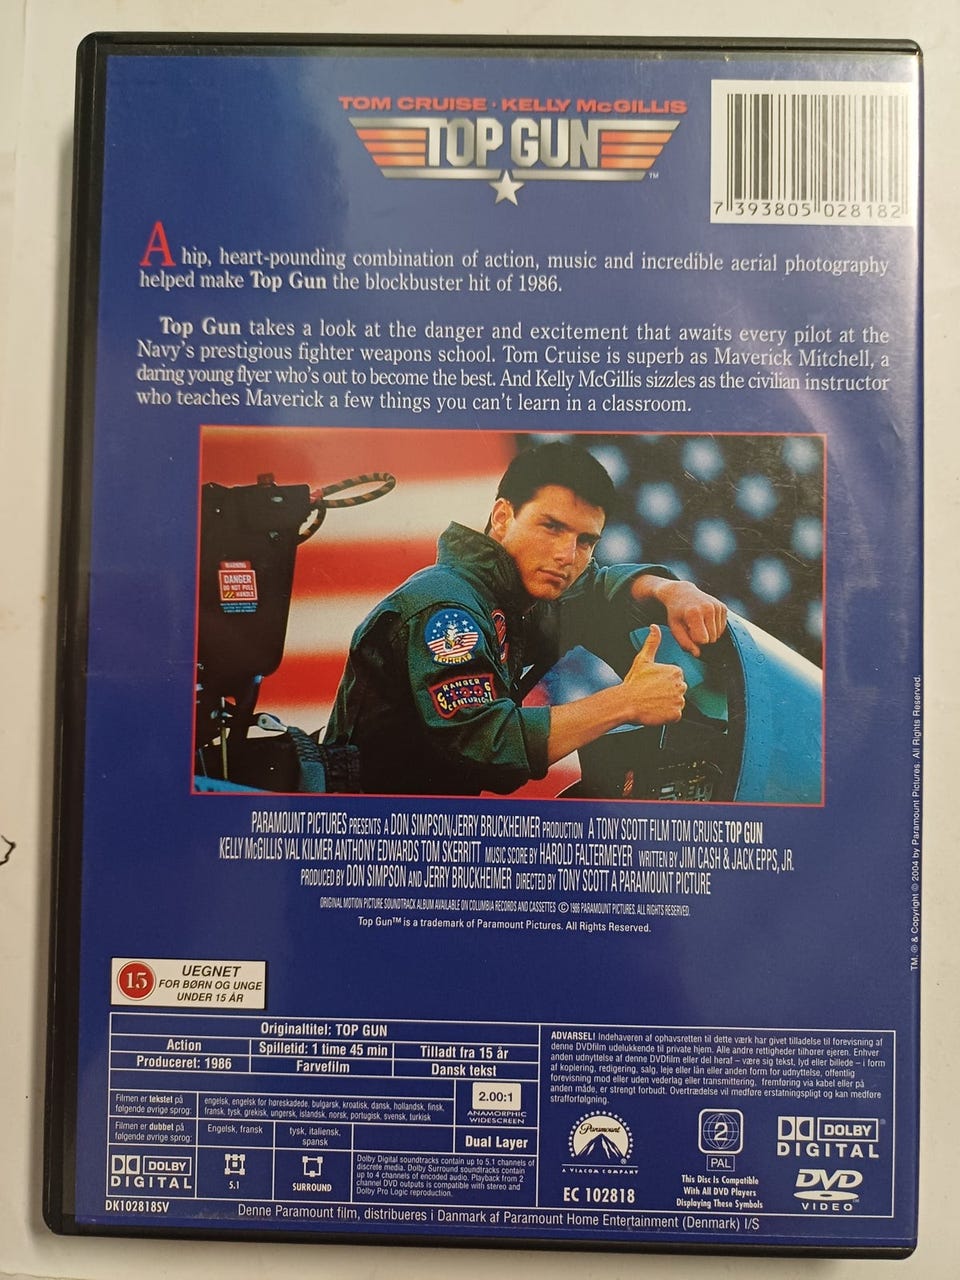 TOM CRUISE · KELLY McGILLIS
TOP GUN
™
7 393805 028182
A hip, heart-pounding combination of action, music and incredible aerial photography
helped make Top Gun the blockbuster hit of 1986.
Top Gun takes a look at the danger and excitement that awaits every pilot at the
Navy's prestigious fighter weapons school. Tom Cruise is superb as Maverick Mitchell, a
daring young flyer who's out to become the best. And Kelly McGillis sizzles as the civilian instructor
who teaches Maverick a few things you can't learn in a classroom.
WARNING
DANGER
DO NOT PULL
HANDLE
TOMCAT
RANGER
CENTURION
PARAMOUNT PICTURES PRESENTS A DON SIMPSON/JERRY BRUCKHEIMER PRODUCTION A TONY SCOTT FILM TOM CRUISE TOP GUN
KELLY McGILLIS VAL KILMER ANTHONY EDWARDS TOM SKERRITT MUSIC SCORE BY HAROLD FALTERMEYER WRITTEN BY JIM CASH & JACK EPPS, JR.
PRODUCED BY DON SIMPSON AND JERRY BRUCKHEIMER DIRECTED BY TONY SCOTT A PARAMOUNT PICTURE
ORIGINAL MOTION PICTURE SOUNDTRACK ALBUM AVAILABLE ON COLUMBIA RECORDS AND CASSETTES © 1986 PARAMOUNT PICTURES. ALL RIGHTS RESERVED.
Top Gun™ is a trademark of Paramount Pictures. All Rights Reserved.
TM, ® & Copyright © 2004 by Paramount Pictures. All Rights Reserved.
15
UEGNET
FOR BØRN OG UNGE
UNDER 15 ÅR
Originaltitel: TOP GUN
Action
Spilletid: 1 time 45 min
Tilladt fra 15 år
Produceret: 1986
Farvefilm
Dansk tekst
Filmen er tekstet på
følgende øvrige sprog:
engelsk, engelsk for høreskadede, bulgarsk, kroatisk, dansk, hollandsk, finsk,
fransk, tysk, grekisk, ungersk, islandsk, norsk, portugisk, svensk, turkisk
2.00:1
ANAMORPHIC
WIDESCREEN
Filmen er dubbet på
følgende øvrige sprog:
Engelsk, fransk
tysk, italiensk,
spansk
Dual Layer
DOLBY
DIGITAL
5.1
SURROUND
Dolby Digital soundtracks contain up to 5.1 channels of
discrete media. Dolby Surround soundtracks contain
up to 4 channels of encoded audio. Playback from 2
channel DVD outputs is compatible with stereo and
Dolby Pro Logic reproduction.
ADVARSEL! Indehaveren af ophavsretten til dette værk har givet tilladelse til forevisning af
denne DVDfilm udelukkende til private hjem. Alle andre rettigheder tilhører ejeren. Enhver
anden udnyttelse af denne DVDfilm eller del heraf – være sig tekst, lyd eller billede – i form
af kopiering, redigering, salg, leje eller lån eller anden form for udnyttelse, offentlig
forevisning mod eller uden vederlag eller transmittering, fremføring via kabel eller på
anden måde, er strengt forbudt. Overtrædelse vil medføre erstatningspligt og kan medføre
strafforfølgning.
Paramount
A VIACOM COMPANY
EC 102818
2
PAL
This Disc Is Compatible
With All DVD Players
Displaying These Symbols
DOLBY
DIGITAL
DVD
VIDEO™
DK102818SV
Denne Paramount film, distribueres i Danmark af Paramount Home Entertainment (Denmark) I/S